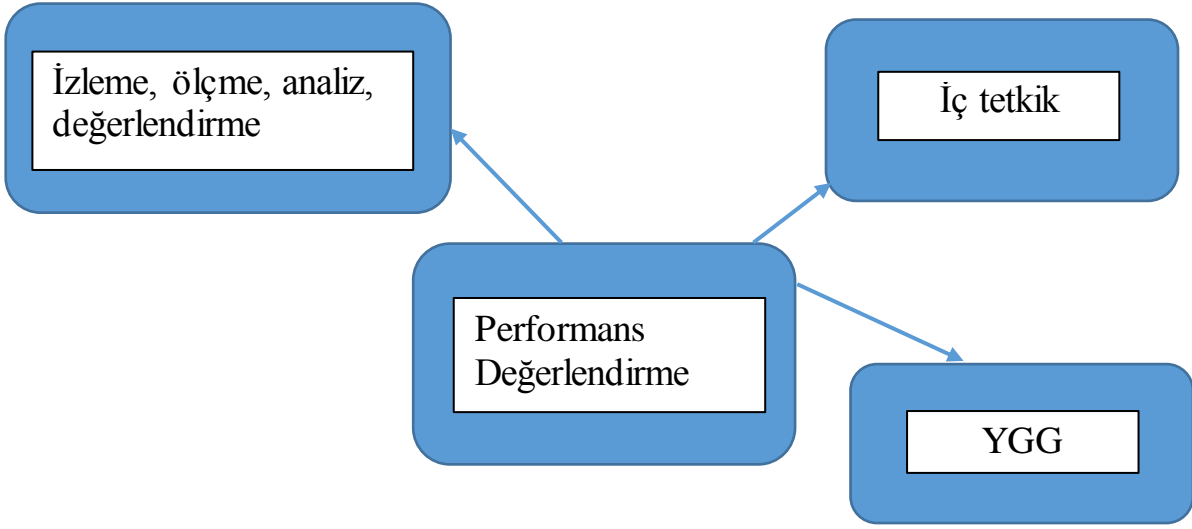 İzleme, ölçme, analiz,
değerlendirme
İç tetkik
Performans
Değerlendirme
YGG